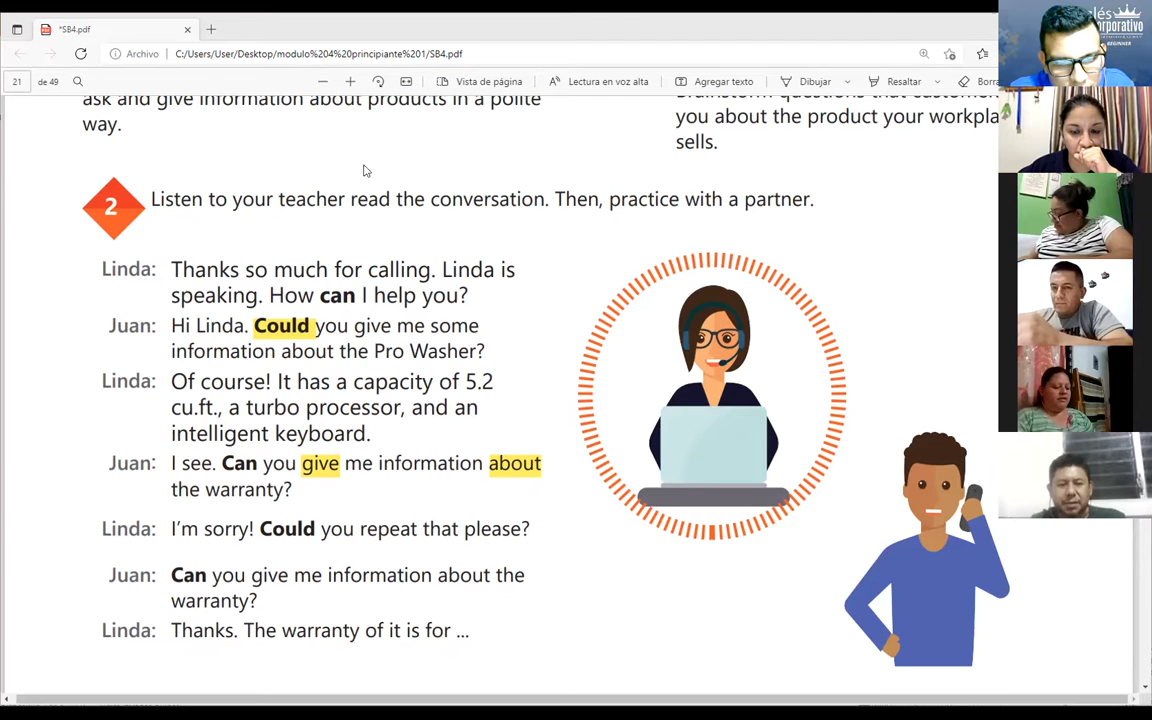 *SB4.pdf
Archivo
C:/Users/User/Desktop/modulo%204%20principiante%201/SB4.pdf
21
de 49
Vista de página
Lectura en voz alta
Agregar texto
Dibujar
Resaltar
Borra
ask and give information about products in a polite
way.
you about the product your workpla
sells.
2
Listen to your teacher read the conversation. Then, practice with a partner.
Linda: Thanks so much for calling. Linda is
speaking. How can I help you?
Juan: Hi Linda. Could you give me some
information about the Pro Washer?
Linda: Of course! It has a capacity of 5.2
cu.ft., a turbo processor, and an
intelligent keyboard.
Juan: I see. Can you give me information about
the warranty?
Linda: I'm sorry! Could you repeat that please?
Juan: Can you give me information about the
warranty?
Linda: Thanks. The warranty of it is for ...